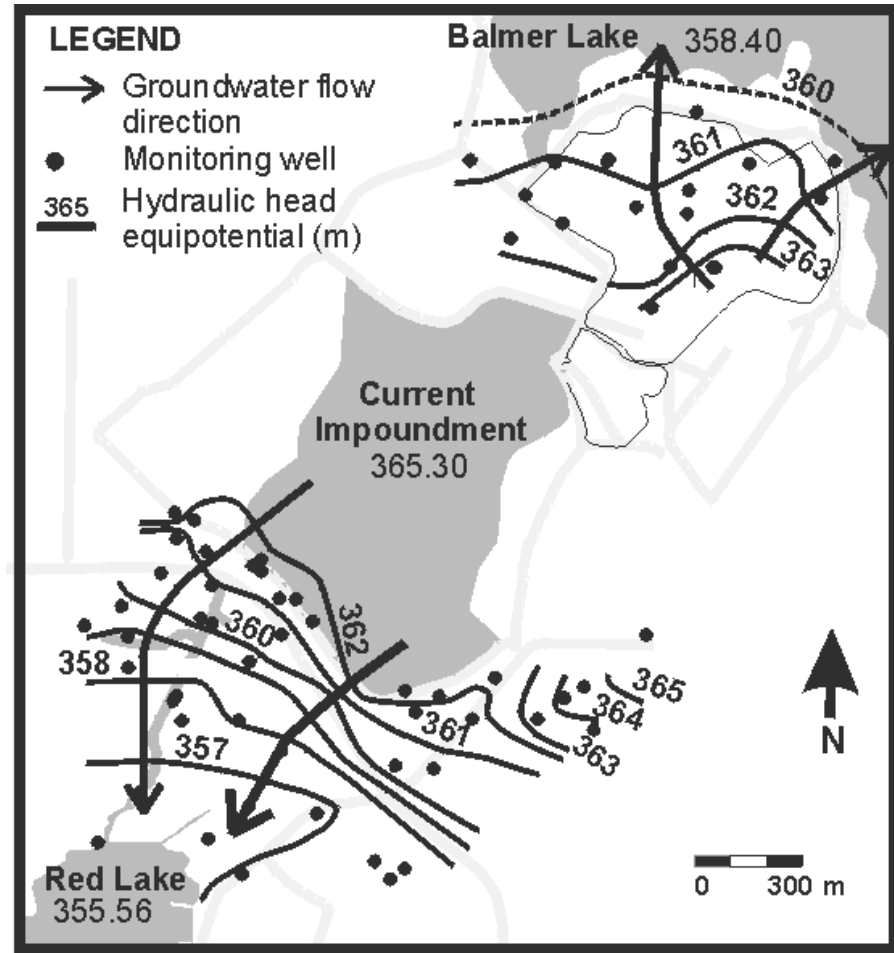 LEGEND
Groundwater flow
direction
Monitoring well
365 Hydraulic head
equipotential (m)
Balmer Lake 358.40
360
361
362
363
Current
Impoundment
365.30
362
360
358
361
357
365
364
363
N
Red Lake
355.56
0 300 m